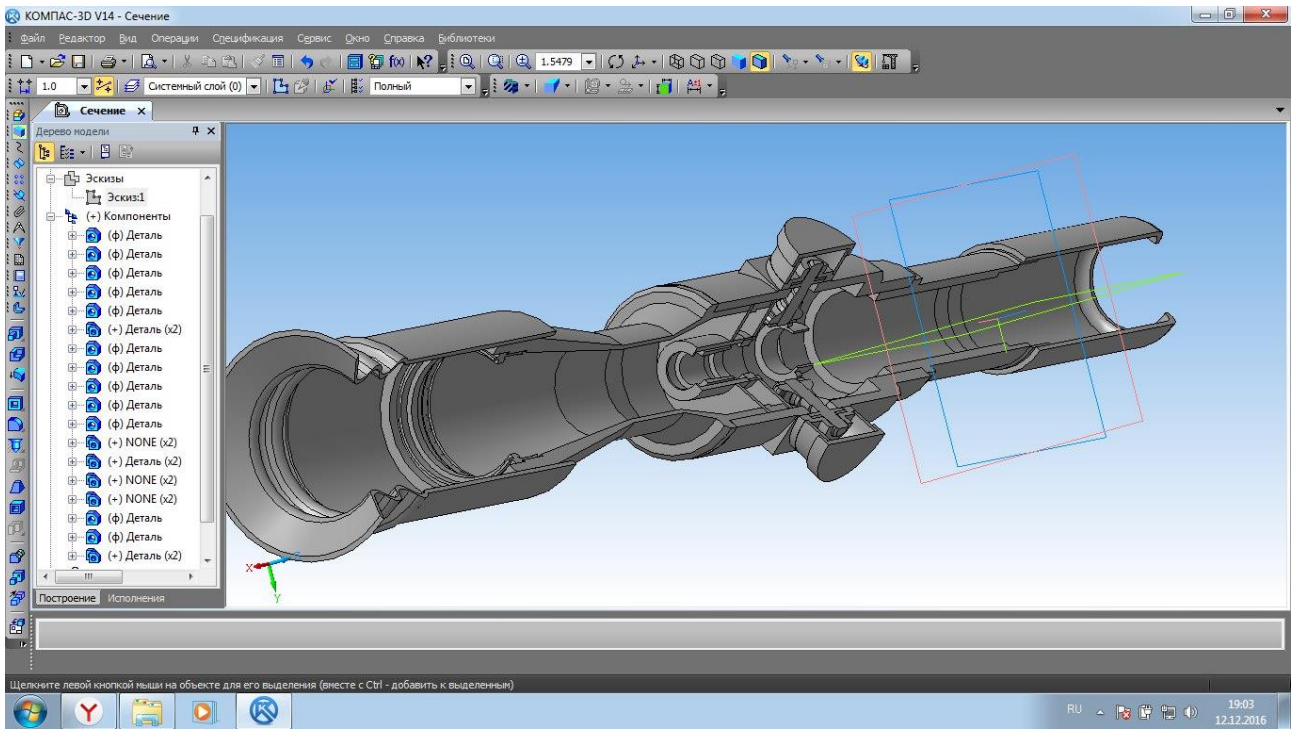 КОМПАС-3D V14 - Сечение
Файл Редактор Вид Операции Спецификация Сервис Окно Справка Библиотеки
1.5479
1.0 Системный слой (0) Полный
Сечение
Дерево модели
Эскизы
Эскиз:1
(+) Компоненты
(ф) Деталь
(ф) Деталь
(ф) Деталь
(ф) Деталь
(ф) Деталь
(+) Деталь (x2)
(ф) Деталь
(ф) Деталь
(ф) Деталь
(ф) Деталь
(ф) Деталь
(+) NONE (x2)
(+) Деталь (x2)
(+) NONE (x2)
(+) NONE (x2)
(ф) Деталь
(ф) Деталь
(+) Деталь (x2)
X
Y
Построение Исполнения
Щелкните левой кнопкой мыши на объекте для его выделения (вместе с Ctrl - добавить к выделенным)
RU
19:03
12.12.2016